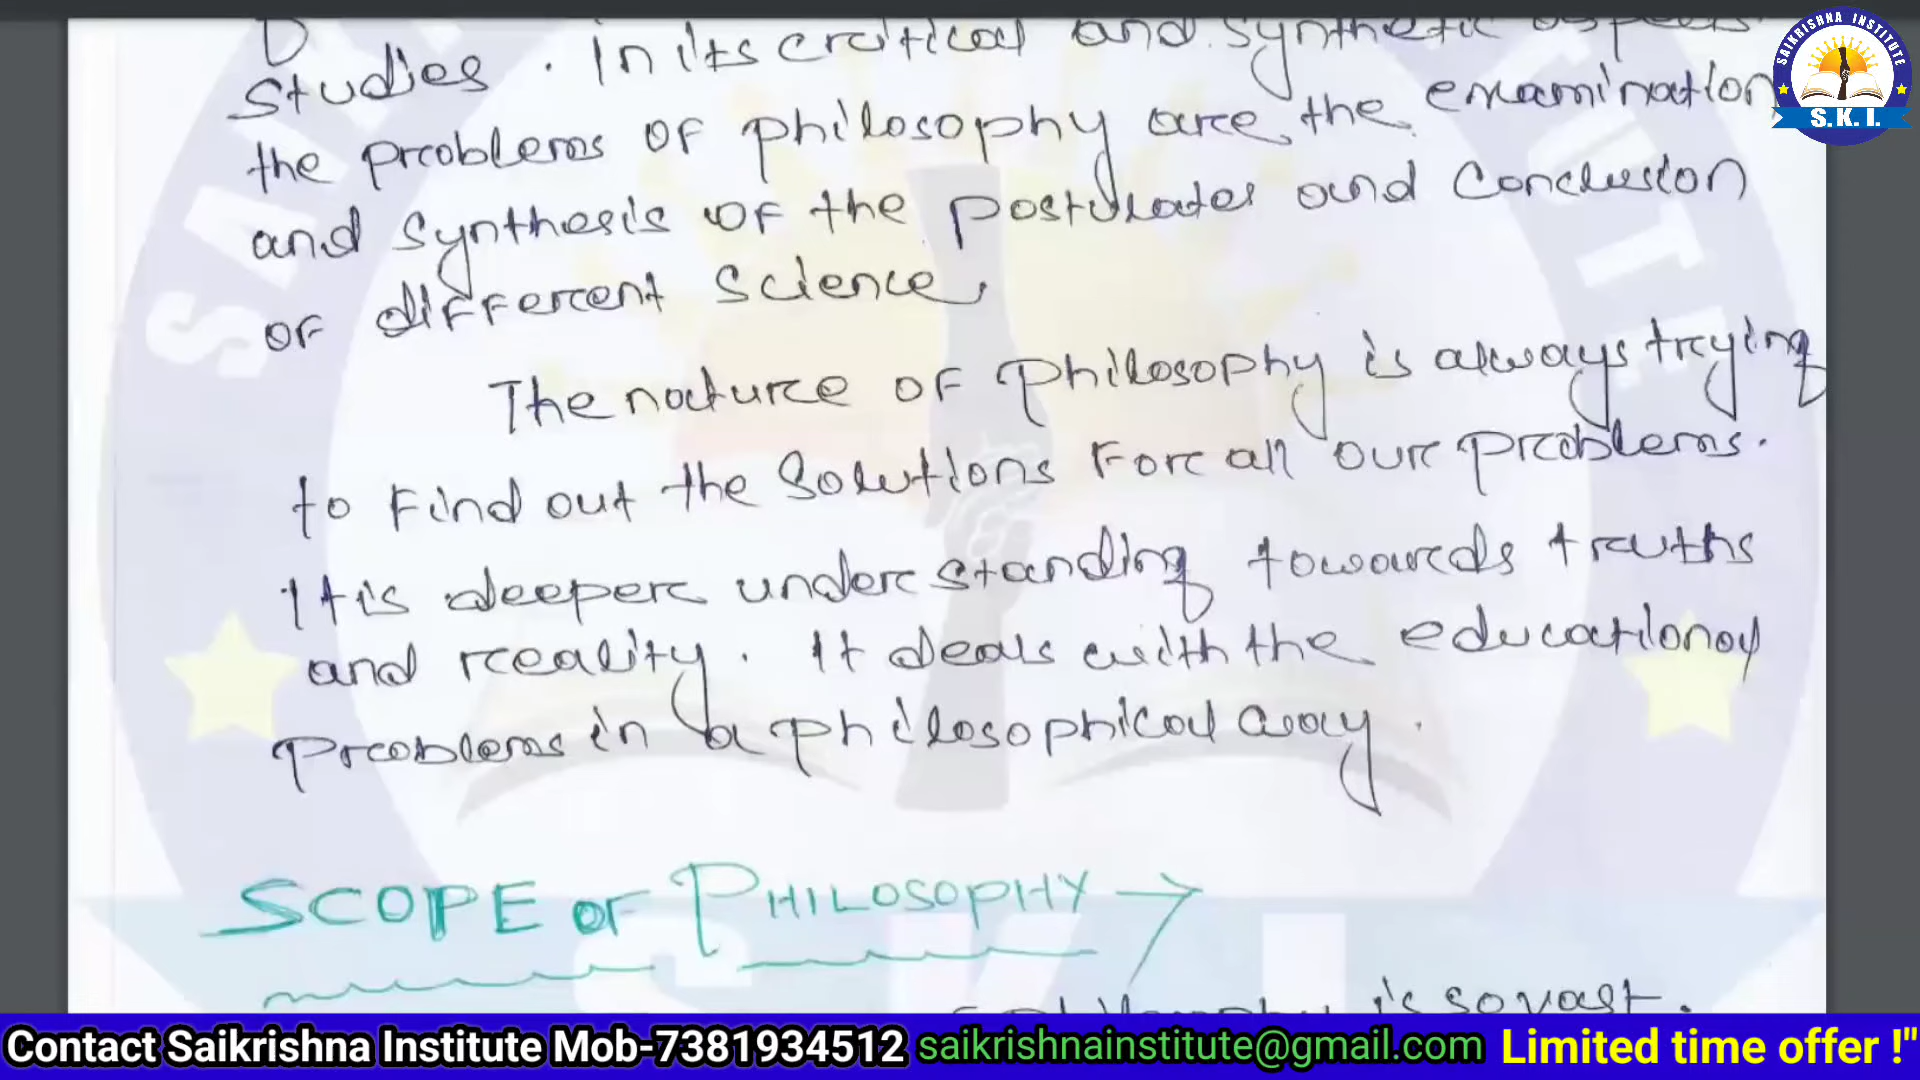 studies. In its critical and synthetic aspects
the problems of philosophy are the examination
and synthesis of the postulates and conclusion
of different science.
The nature of philosophy is always trying
to find out the solutions for all our problems.
It is deeper understanding towards truths
and reality. It deals with the educational
problems in a philosophical way.
SCOPE OF PHILOSOPHY →
philosophy is so vast.
SAIKRISHNA INSTITUTE
S.K.I.
Contact Saikrishna Institute Mob-7381934512 saikrishnainstitute@gmail.com Limited time offer !"